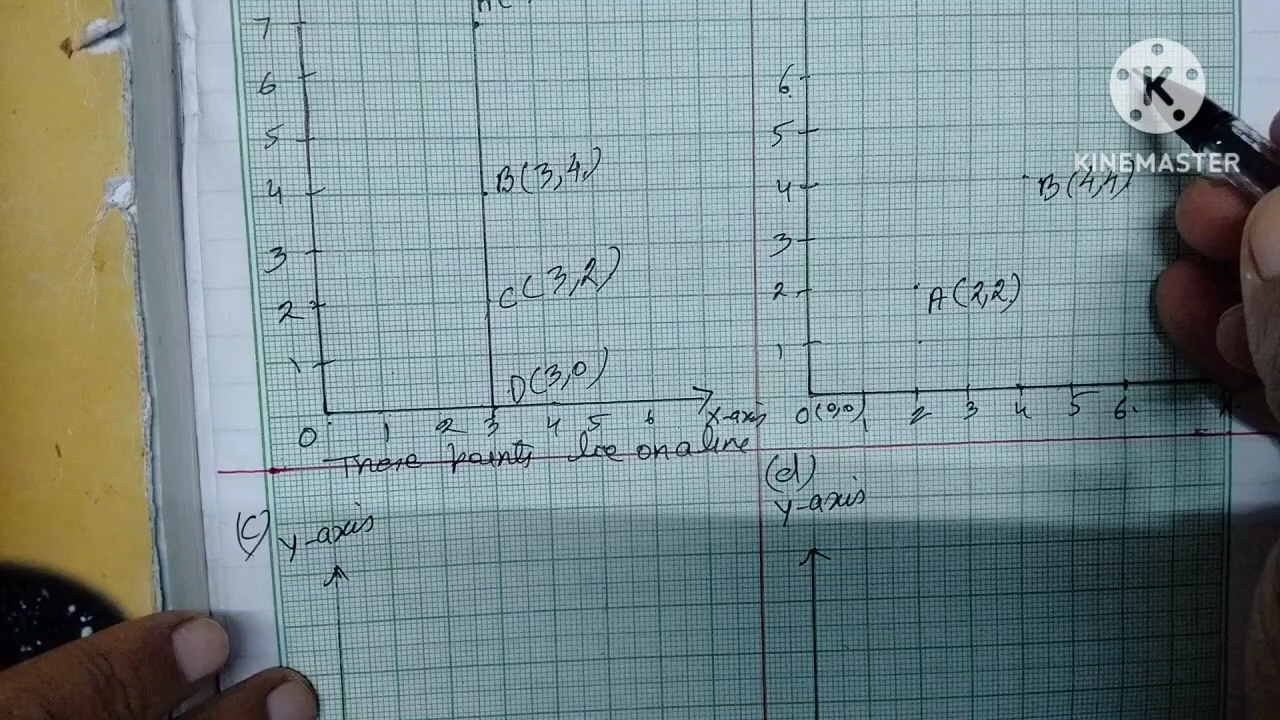 7
6
5
4
3
2
1
B(3,4)
C(3,2)
D(3,0)
0 1 2 3 4 5 6 X-axis
These points lie on a line
6
5
4
3
2
1
B(4,4)
A(2,2)
0(0,0) 1 2 3 4 5 6
K
KINEMASTER
(c) Y-axis
(d)
Y-axis